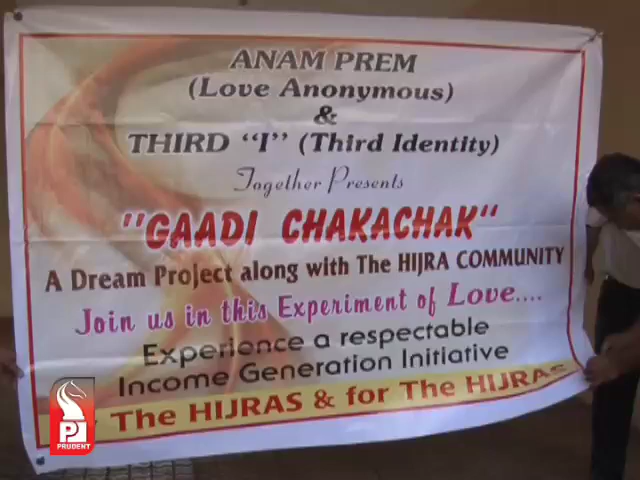 ANAM PREM
(Love Anonymous)
&
THIRD "I" (Third Identity)
Together Presents
"GAADI CHAKACHAK"
A Dream Project along with The HIJRA COMMUNITY
Join us in this Experiment of Love....
Experience a respectable
Income Generation Initiative
The HIJRAS & for The HIJRAS
PRUDENT